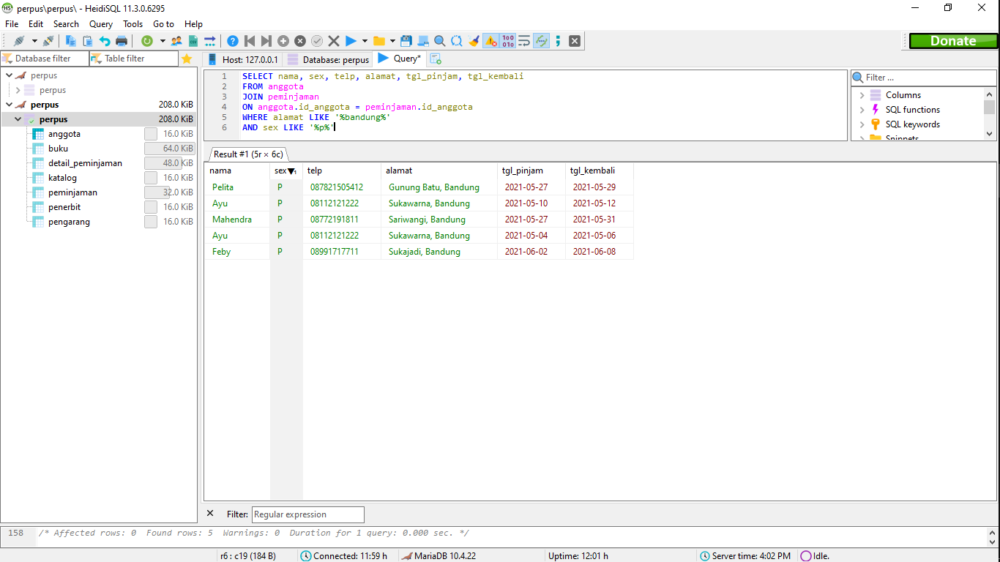 HS perpus\perpus\ - HeidiSQL 11.3.0.6295
File Edit Search Query Tools Go to Help
Donate
Database filter Table filter
Host: 127.0.0.1 Database: perpus Query*
perpus
perpus
perpus 208.0 KiB
perpus 208.0 KiB
anggota 16.0 KiB
buku 64.0 KiB
detail_peminjaman 48.0 KiB
katalog 16.0 KiB
peminjaman 32.0 KiB
penerbit 16.0 KiB
pengarang 16.0 KiB
1 SELECT nama, sex, telp, alamat, tgl_pinjam, tgl_kembali
2 FROM anggota
3 JOIN peminjaman
4 ON anggota.id_anggota = peminjaman.id_anggota
5 WHERE alamat LIKE '%bandung%'
6 AND sex LIKE '%p%'
Filter ...
Columns
SQL functions
SQL keywords
Snippets
Result #1 (5r × 6c)
nama sex telp alamat tgl_pinjam tgl_kembali
Pelita P 087821505412 Gunung Batu, Bandung 2021-05-27 2021-05-29
Ayu P 08112121222 Sukawarna, Bandung 2021-05-10 2021-05-12
Mahendra P 08772191811 Sariwangi, Bandung 2021-05-27 2021-05-31
Ayu P 08112121222 Sukawarna, Bandung 2021-05-04 2021-05-06
Feby P 08991717711 Sukajadi, Bandung 2021-06-02 2021-06-08
Filter: Regular expression
158 /* Affected rows: 0 Found rows: 5 Warnings: 0 Duration for 1 query: 0.000 sec. */
r6 : c19 (184 B) Connected: 11:59 h MariaDB 10.4.22 Uptime: 12:01 h Server time: 4:02 PM Idle.